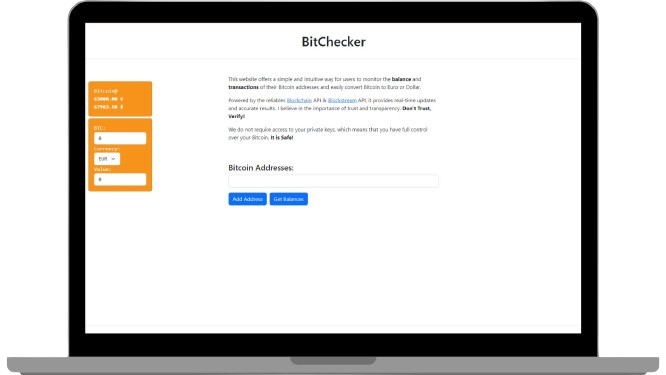 BitChecker
Bitcoin@
BTC:
0
Currency:
EUR
Value:
0
This website offers a simple and intuitive way for users to monitor the balance and
transactions of their Bitcoin addresses and easily convert Bitcoin to Euro or Dollar.
Powered by the reliables Blockchain API & Blockstream API, it provides real-time updates
and accurate results. I believe in the importance of trust and transparency. Don't Trust,
Verify!
We do not require access to your private keys, which means that you have full control
over your Bitcoin. It is Safe!
Bitcoin Addresses:
Add Address
Get Balances